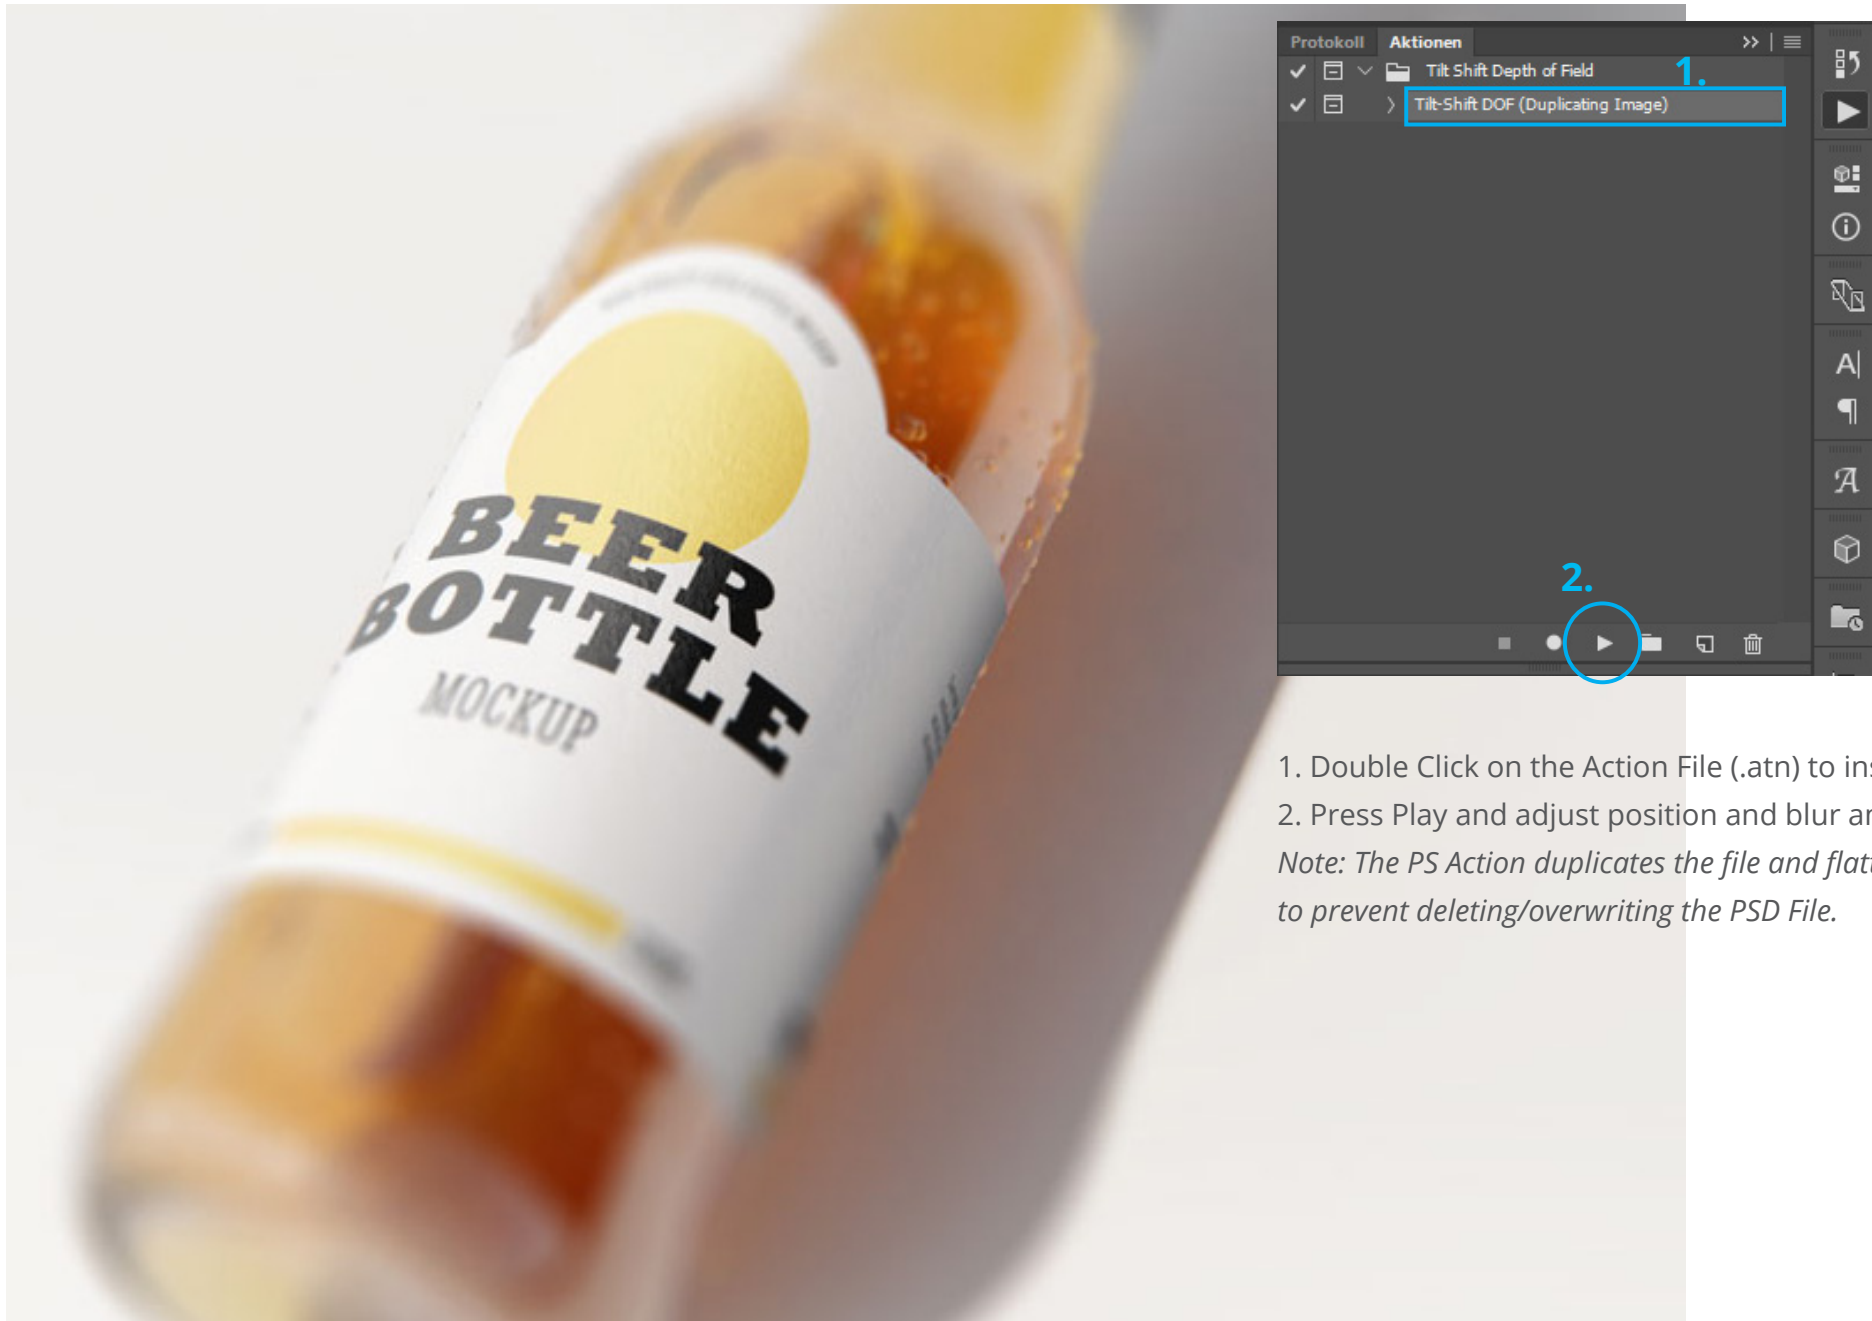 BEER
BOTTLE
MOCKUP
Protokoll Aktionen
Tilt Shift Depth of Field
1.
Tilt-Shift DOF (Duplicating Image)
2.
1. Double Click on the Action File (.atn) to
2. Press Play and adjust position and blur
Note: The PS Action duplicates the file and
to prevent deleting/overwriting the PSD File.